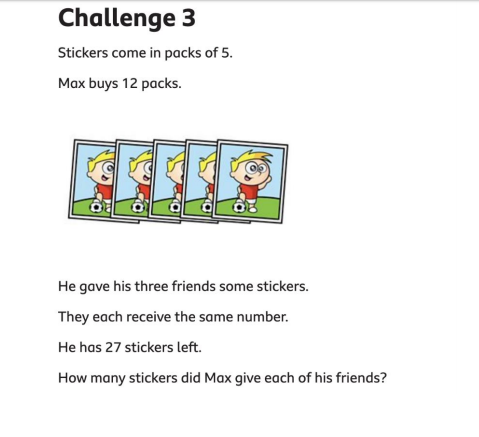 Challenge 3
Stickers come in packs of 5.
Max buys 12 packs.
He gave his three friends some stickers.
They each receive the same number.
He has 27 stickers left.
How many stickers did Max give each of his friends?